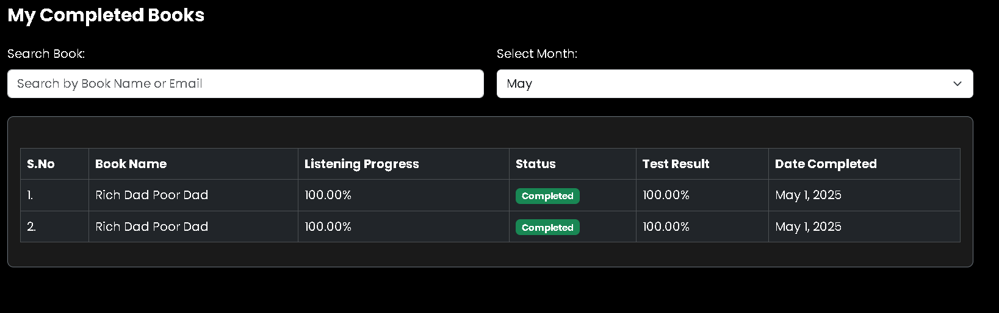 My Completed Books
Search Book: Select Month:
Search by Book Name or Email May
S.No Book Name Listening Progress Status Test Result Date Completed
1. Rich Dad Poor Dad 100.00% Completed 100.00% May 1, 2025
2. Rich Dad Poor Dad 100.00% Completed 100.00% May 1, 2025